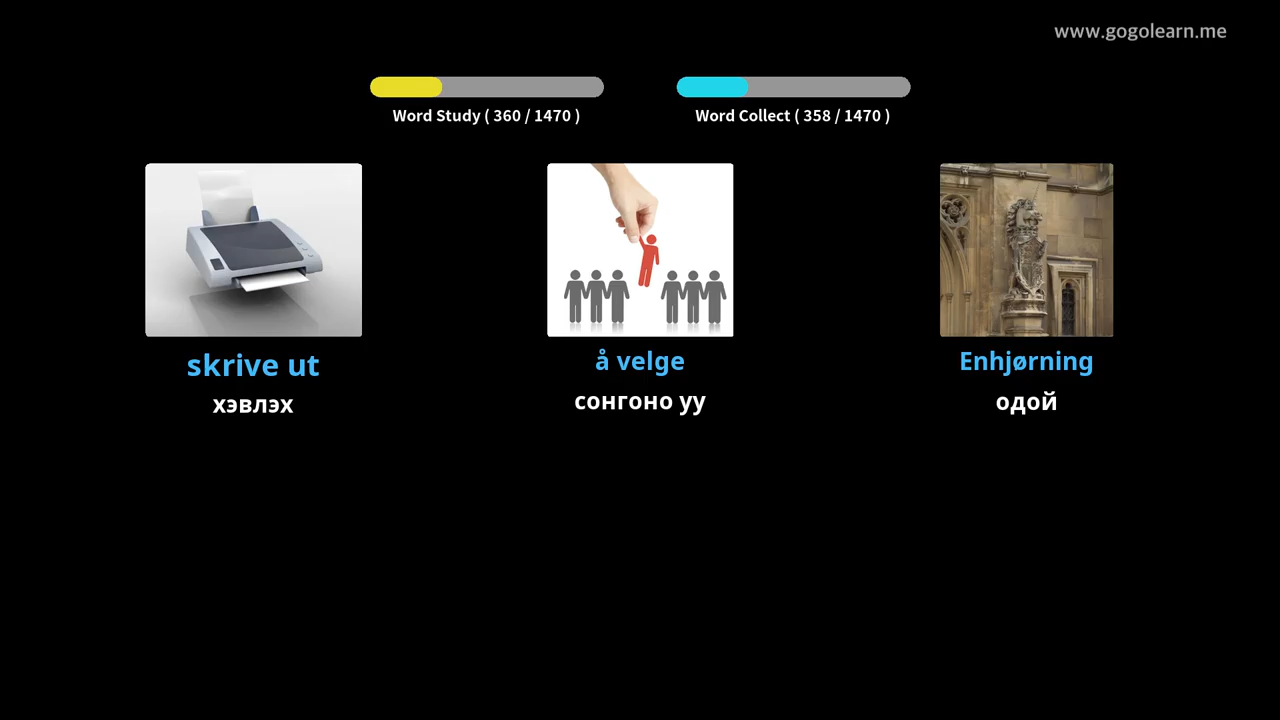 www.gogolearn.me
Word Study ( 360 / 1470 )
Word Collect ( 358 / 1470 )
skrive ut
хэвлэх
å velge
сонгоно уу
Enhjørning
одой